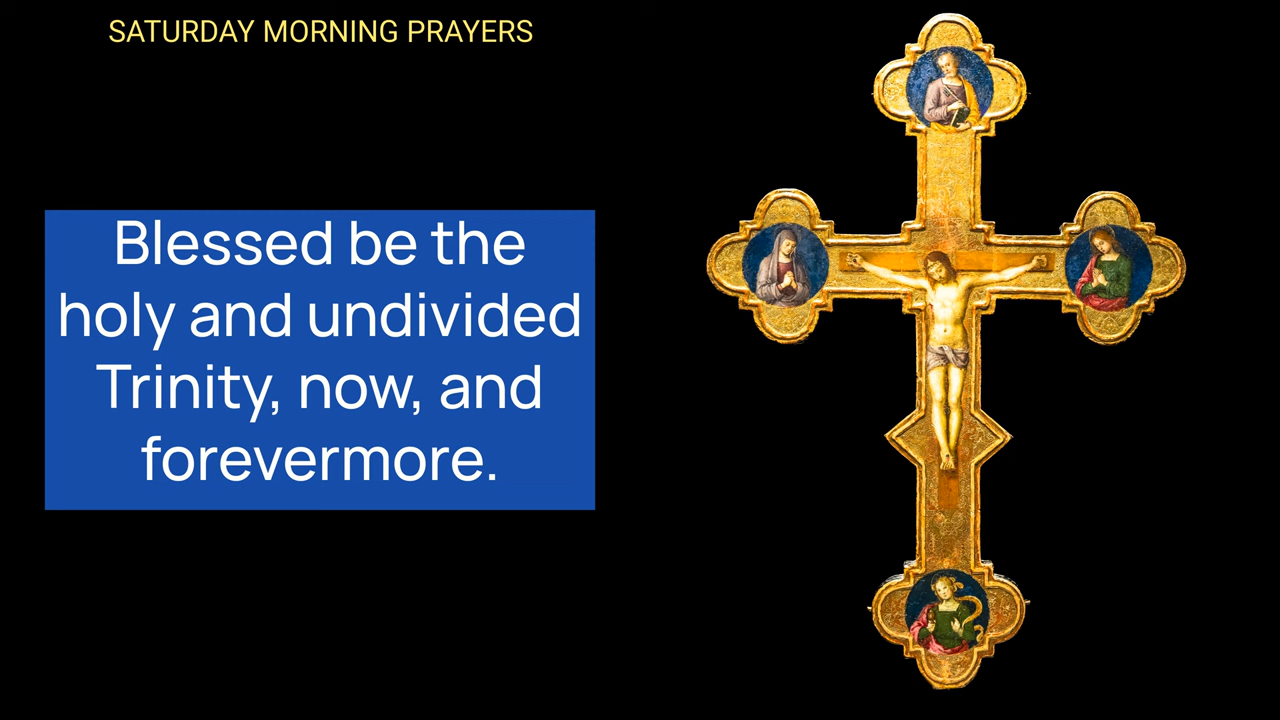 SATURDAY MORNING PRAYERS
Blessed be the
holy and undivided
Trinity, now, and
forevermore.